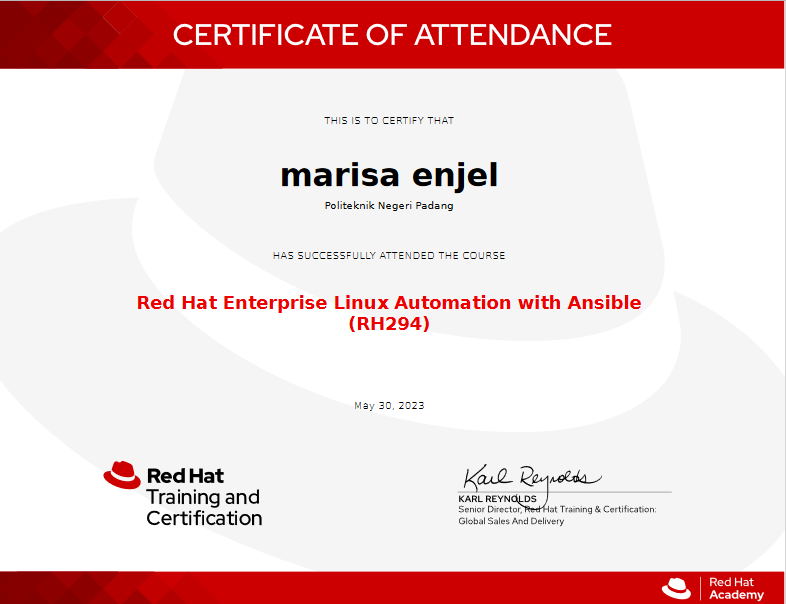 CERTIFICATE OF ATTENDANCE
THIS IS TO CERTIFY THAT
marisa enjel
Politeknik Negeri Padang
HAS SUCCESSFULLY ATTENDED THE COURSE
Red Hat Enterprise Linux Automation with Ansible
(RH294)
May 30, 2023
Red Hat
Training and
Certification
Karl Reynolds
KARL REYNOLDS
Senior Director, Red Hat Training & Certification:
Global Sales And Delivery
Red Hat
Academy